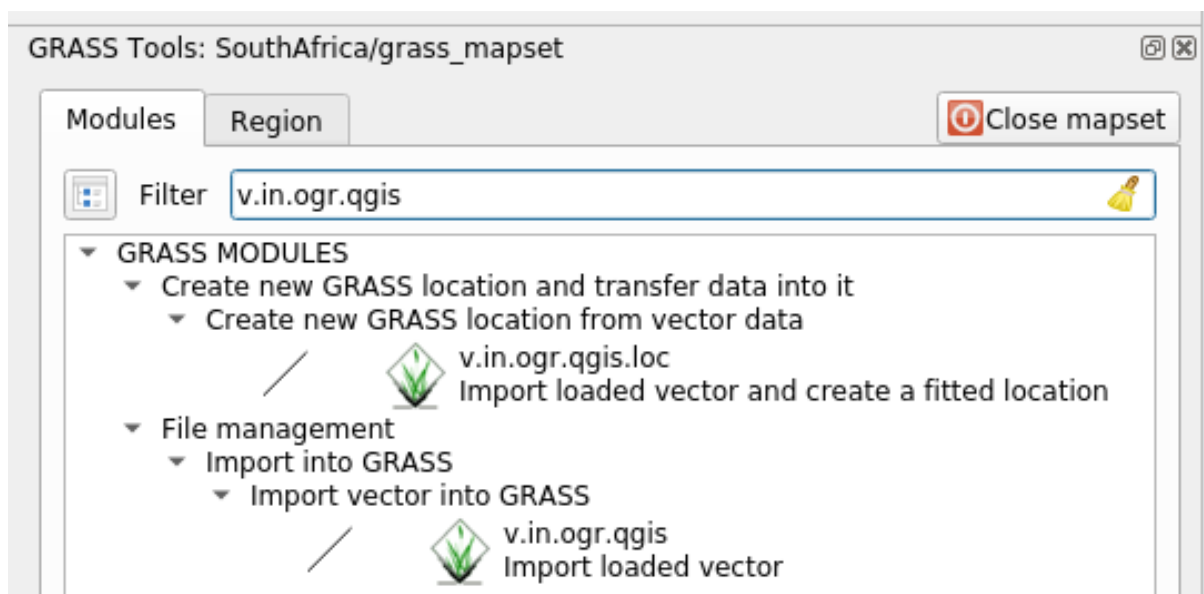 GRASS Tools: SouthAfrica/grass_mapset
Modules
Region
Close mapset
Filter
v.in.ogr.qgis
GRASS MODULES
Create new GRASS location and transfer data into it
Create new GRASS location from vector data
v.in.ogr.qgis.loc
Import loaded vector and create a fitted location
File management
Import into GRASS
Import vector into GRASS
v.in.ogr.qgis
Import loaded vector